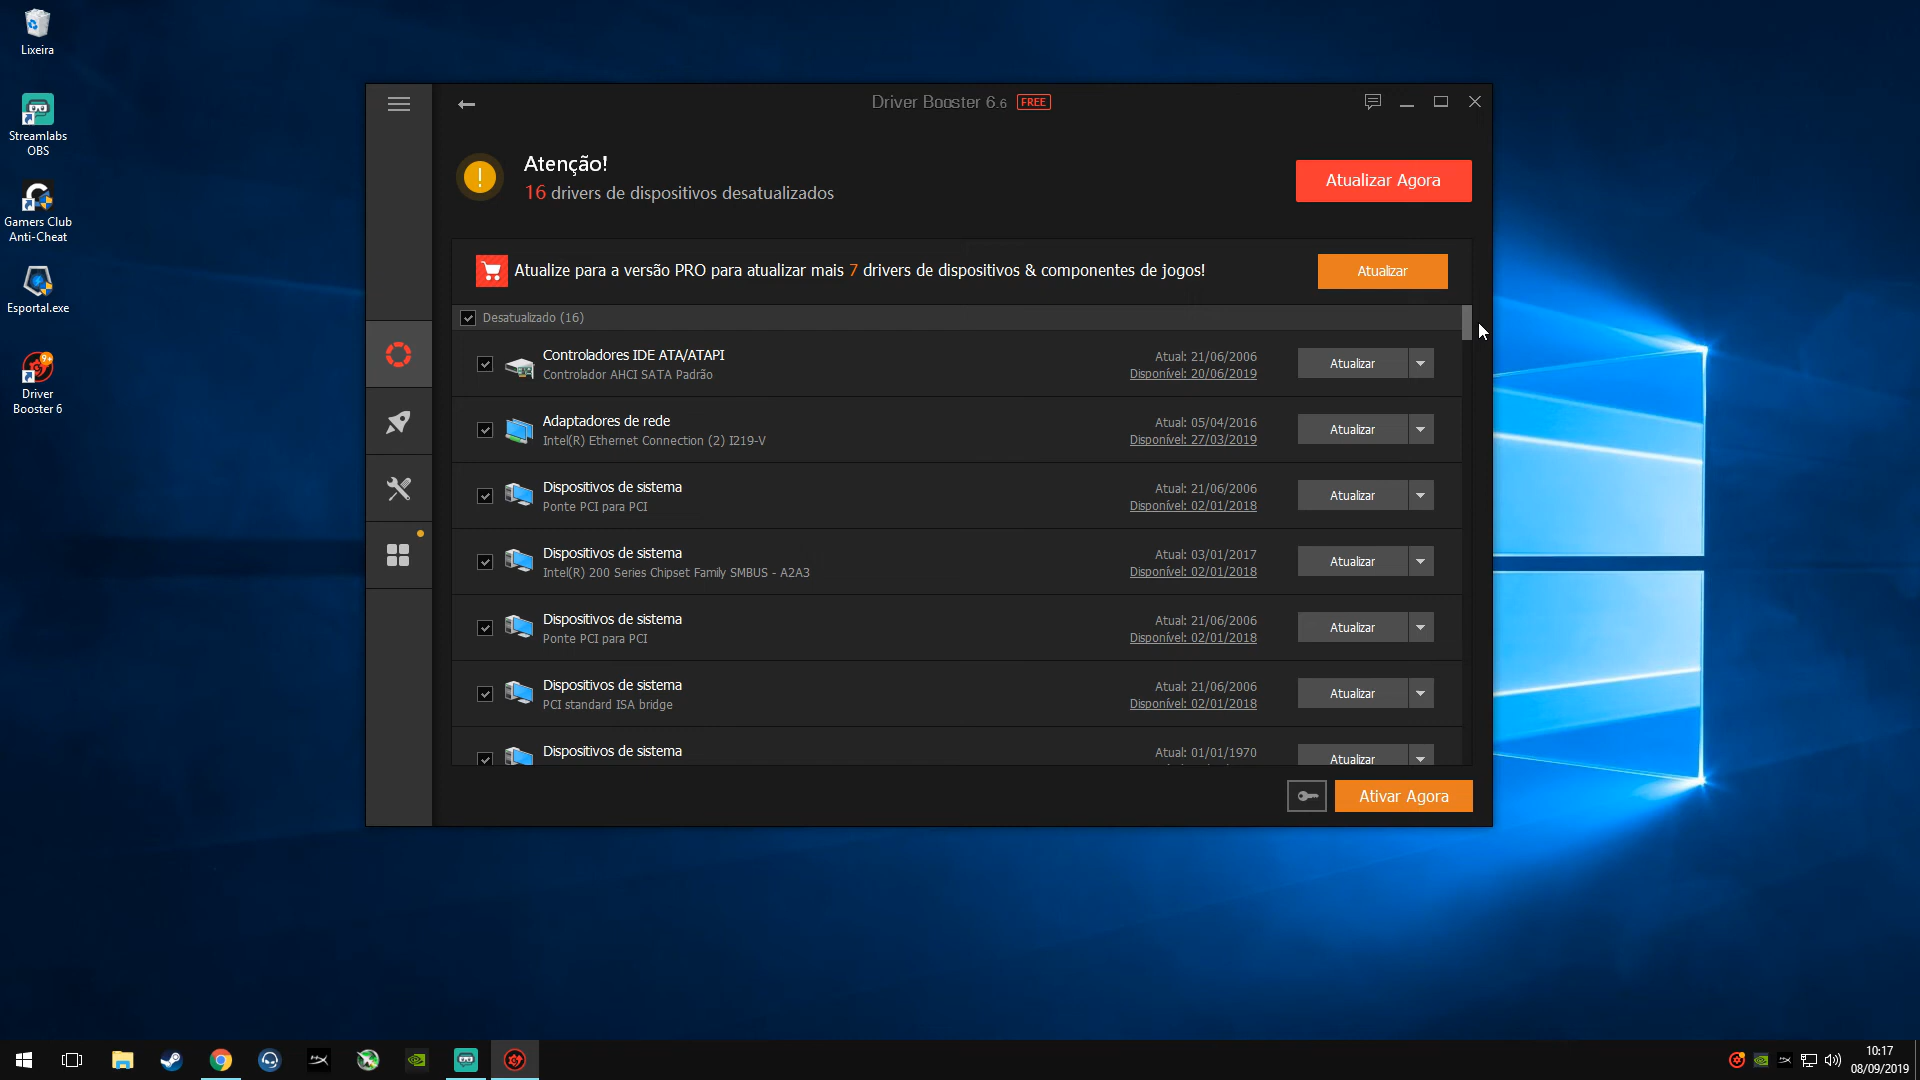 Lixeira
Streamlabs
OBS
Gamers Club
Anti-Cheat
Esportal.exe
9+
Driver
Booster 6
Driver Booster 6.6 FREE
Atenção!
16 drivers de dispositivos desatualizados
Atualizar Agora
Atualize para a versão PRO para atualizar mais 7 drivers de dispositivos & componentes de jogos!
Atualizar
Desatualizado (16)
Controladores IDE ATA/ATAPI
Controlador AHCI SATA Padrão
Atual: 21/06/2006
Disponível: 20/06/2019
Atualizar
Adaptadores de rede
Intel(R) Ethernet Connection (2) I219-V
Atual: 05/04/2016
Disponível: 27/03/2019
Atualizar
Dispositivos de sistema
Ponte PCI para PCI
Atual: 21/06/2006
Disponível: 02/01/2018
Atualizar
Dispositivos de sistema
Intel(R) 200 Series Chipset Family SMBUS - A2A3
Atual: 03/01/2017
Disponível: 02/01/2018
Atualizar
Dispositivos de sistema
Ponte PCI para PCI
Atual: 21/06/2006
Disponível: 02/01/2018
Atualizar
Dispositivos de sistema
PCI standard ISA bridge
Atual: 21/06/2006
Disponível: 02/01/2018
Atualizar
Dispositivos de sistema
Atual: 01/01/1970
Atualizar
Ativar Agora
10:17
08/09/2019